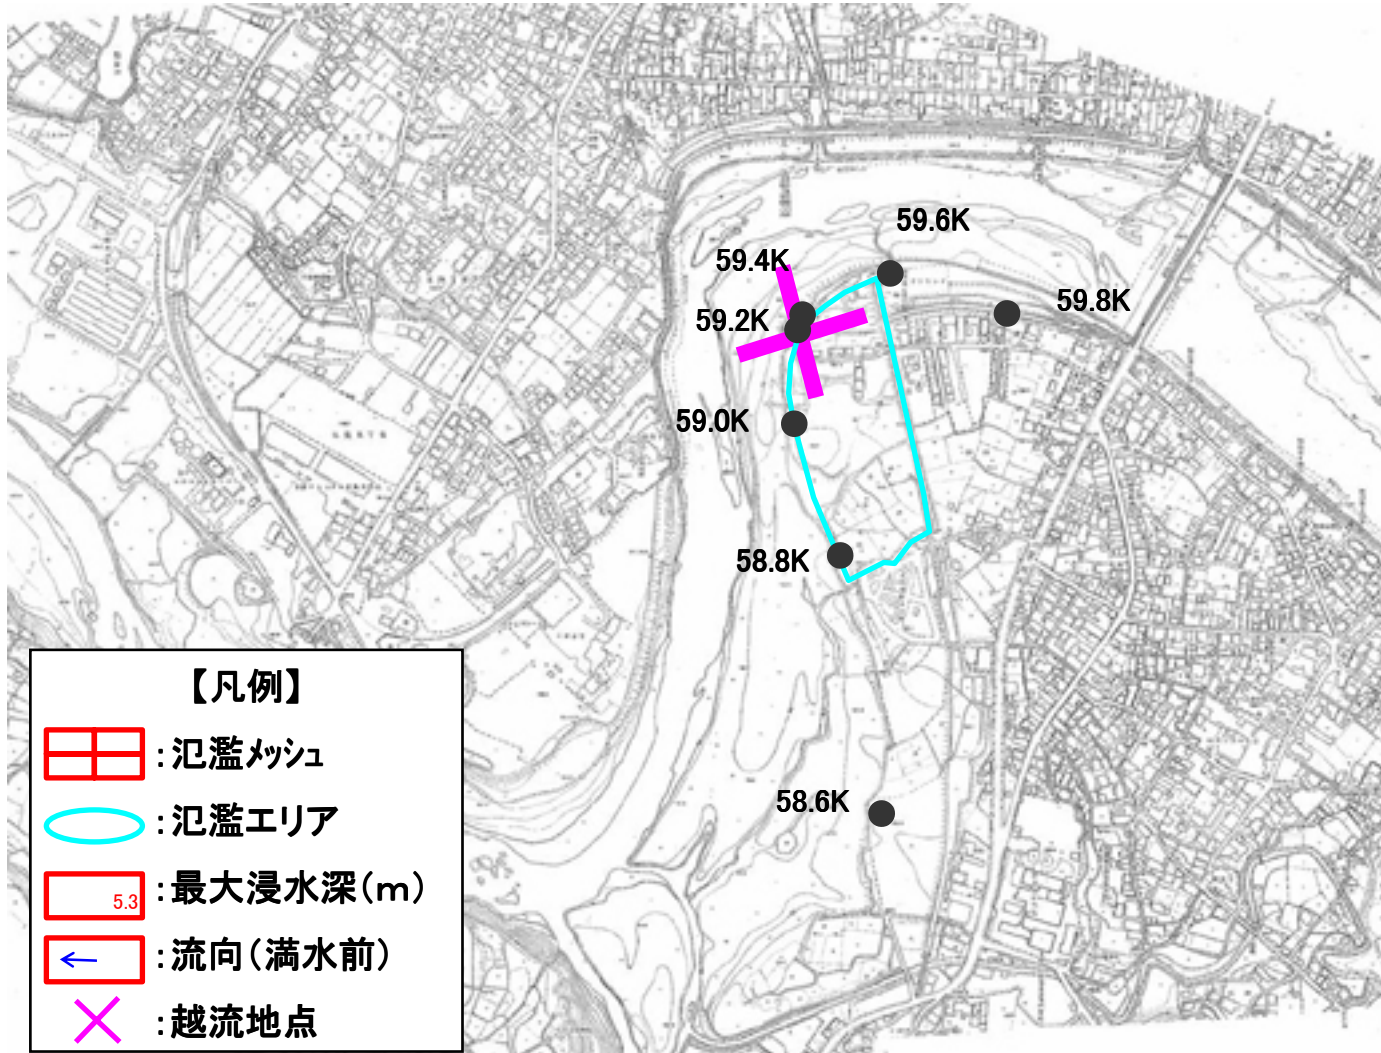 59.6K
59.4K
59.8K
59.2K
59.0K
58.8K
58.6K
【凡例】
：氾濫メッシュ
：氾濫エリア
5.3
：最大浸水深（ｍ）
：流向（満水前）
：越流地点